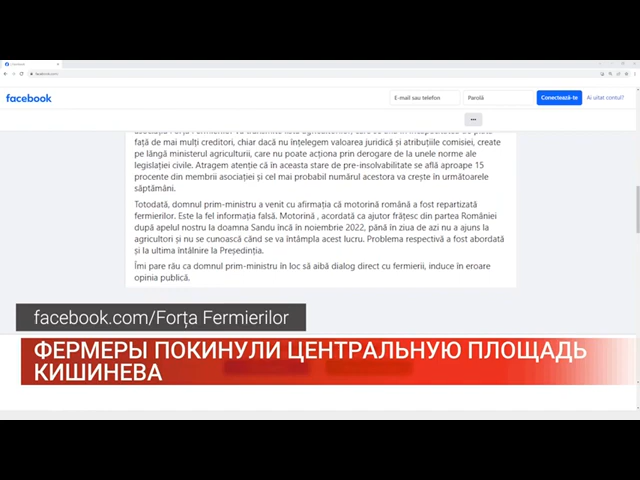 facebook
E-mail sau telefon
Parolă
Conectează-te
Ai uitat contul?
față de mai mulți creditori, chiar dacă nu înțelegem valoarea juridică și atribuțiile comisiei, create
pe lângă ministerul agriculturii, care nu poate acționa prin derogare de la unele norme ale
legislației civile. Atragem atenție că în aceasta stare de pre-insolvabilitate se află aproape 15
procente din membrii asociației și cel mai probabil numărul acestora va crește în următoarele
săptămâni.
Totodată, domnul prim-ministru a venit cu afirmația că motorină română a fost repartizată
fermierilor. Este la fel informația falsă. Motorină , acordată ca ajutor frățesc din partea României
după apelul nostru la doamna Sandu încă în noiembrie 2022, până în ziua de azi nu a ajuns la
agricultori și nu se cunoască când se va întâmpla acest lucru. Problema respectivă a fost abordată
și la ultima întâlnire la Președinția.
Îmi pare rău ca domnul prim-ministru în loc să aibă dialog direct cu fermierii, induce în eroare
opinia publică.
facebook.com/Forța Fermierilor
ФЕРМЕРЫ ПОКИНУЛИ ЦЕНТРАЛЬНУЮ ПЛОЩАДЬ
КИШИНЕВА